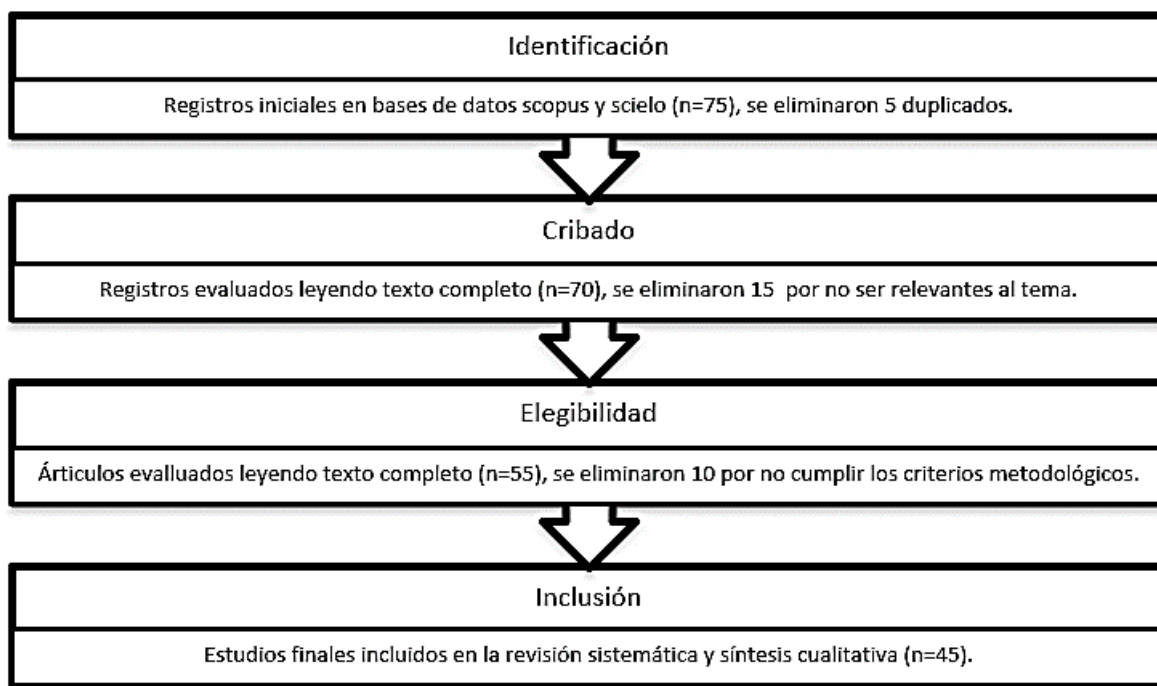 Identificación
Registros iniciales en bases de datos scopus y scielo (n=75), se eliminaron 5 duplicados.
Cribado
Registros evaluados leyendo texto completo (n=70), se eliminaron 15 por no ser relevantes al tema.
Elegibilidad
Árticulos evalluados leyendo texto completo (n=55), se eliminaron 10 por no cumplir los criterios metodológicos.
Inclusión
Estudios finales incluidos en la revisión sistemática y síntesis cualitativa (n=45).